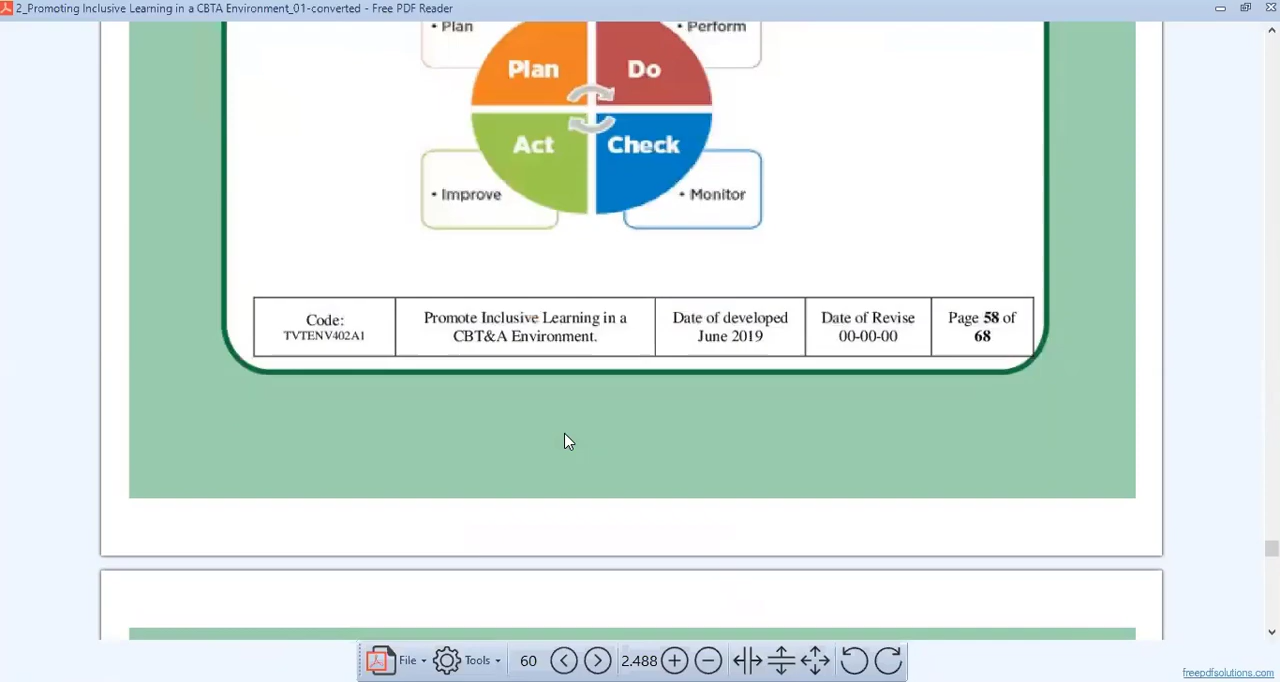 2_Promoting Inclusive Learning in a CBTA Environment_01-converted - Free PDF Reader
• Plan
• Perform
Plan
Do
Act
Check
• Improve
• Monitor
Code:
TVTENV402A1
Promote Inclusive Learning in a
CBT&A Environment.
Date of developed
June 2019
Date of Revise
00-00-00
Page 58 of
68
File
Tools
60
2.488
freepdfsolutions.com